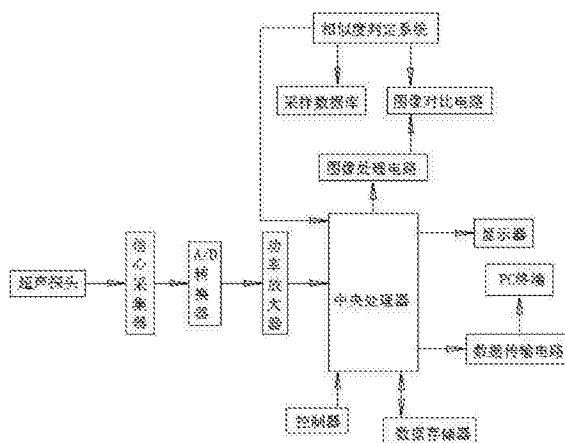 相似度判定系统
采样数据库
图像对比电路
图像处理电路
显示器
超声探头
信心采集器
A/D转换器
功率放大器
中央处理器
PC终端
数据传输电路
控制器
数据存储器